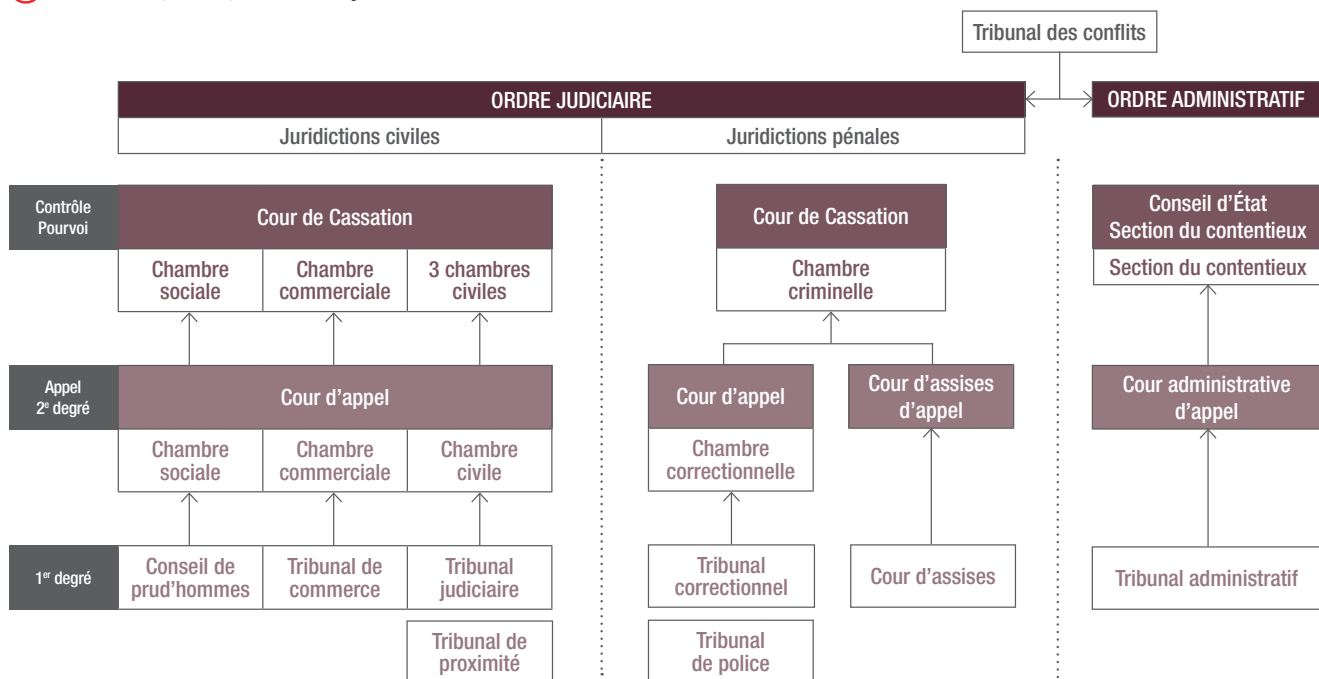 Tribunal des conflits
ORDRE JUDICIAIRE
ORDRE ADMINISTRATIF
Juridictions civiles
Juridictions pénales
Contrôle
Pourvoi
Cour de Cassation
Cour de Cassation
Conseil d’État
Section du contentieux
Chambre
sociale
Chambre
commerciale
3 chambres
civiles
Chambre
criminelle
Section du contentieux
Appel
2e degré
Cour d’appel
Cour d’appel
Cour d’assises
d’appel
Cour administrative
d’appel
Chambre
sociale
Chambre
commerciale
Chambre
civile
Chambre
correctionnelle
1er degré
Conseil de
prud’hommes
Tribunal de
commerce
Tribunal
judiciaire
Tribunal
correctionnel
Cour d’assises
Tribunal administratif
Tribunal de
proximité
Tribunal
de police